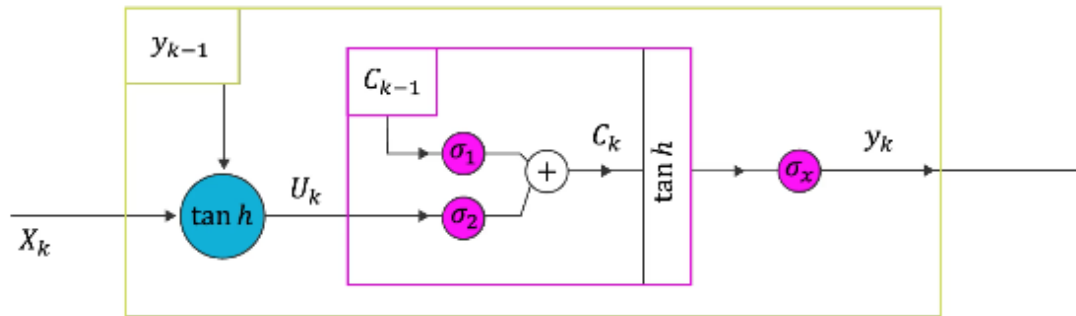 y_{k-1}
C_{k-1}
σ_1
C_k
y_k
+
tan h
σ_x
tan h
U_k
σ_2
X_k